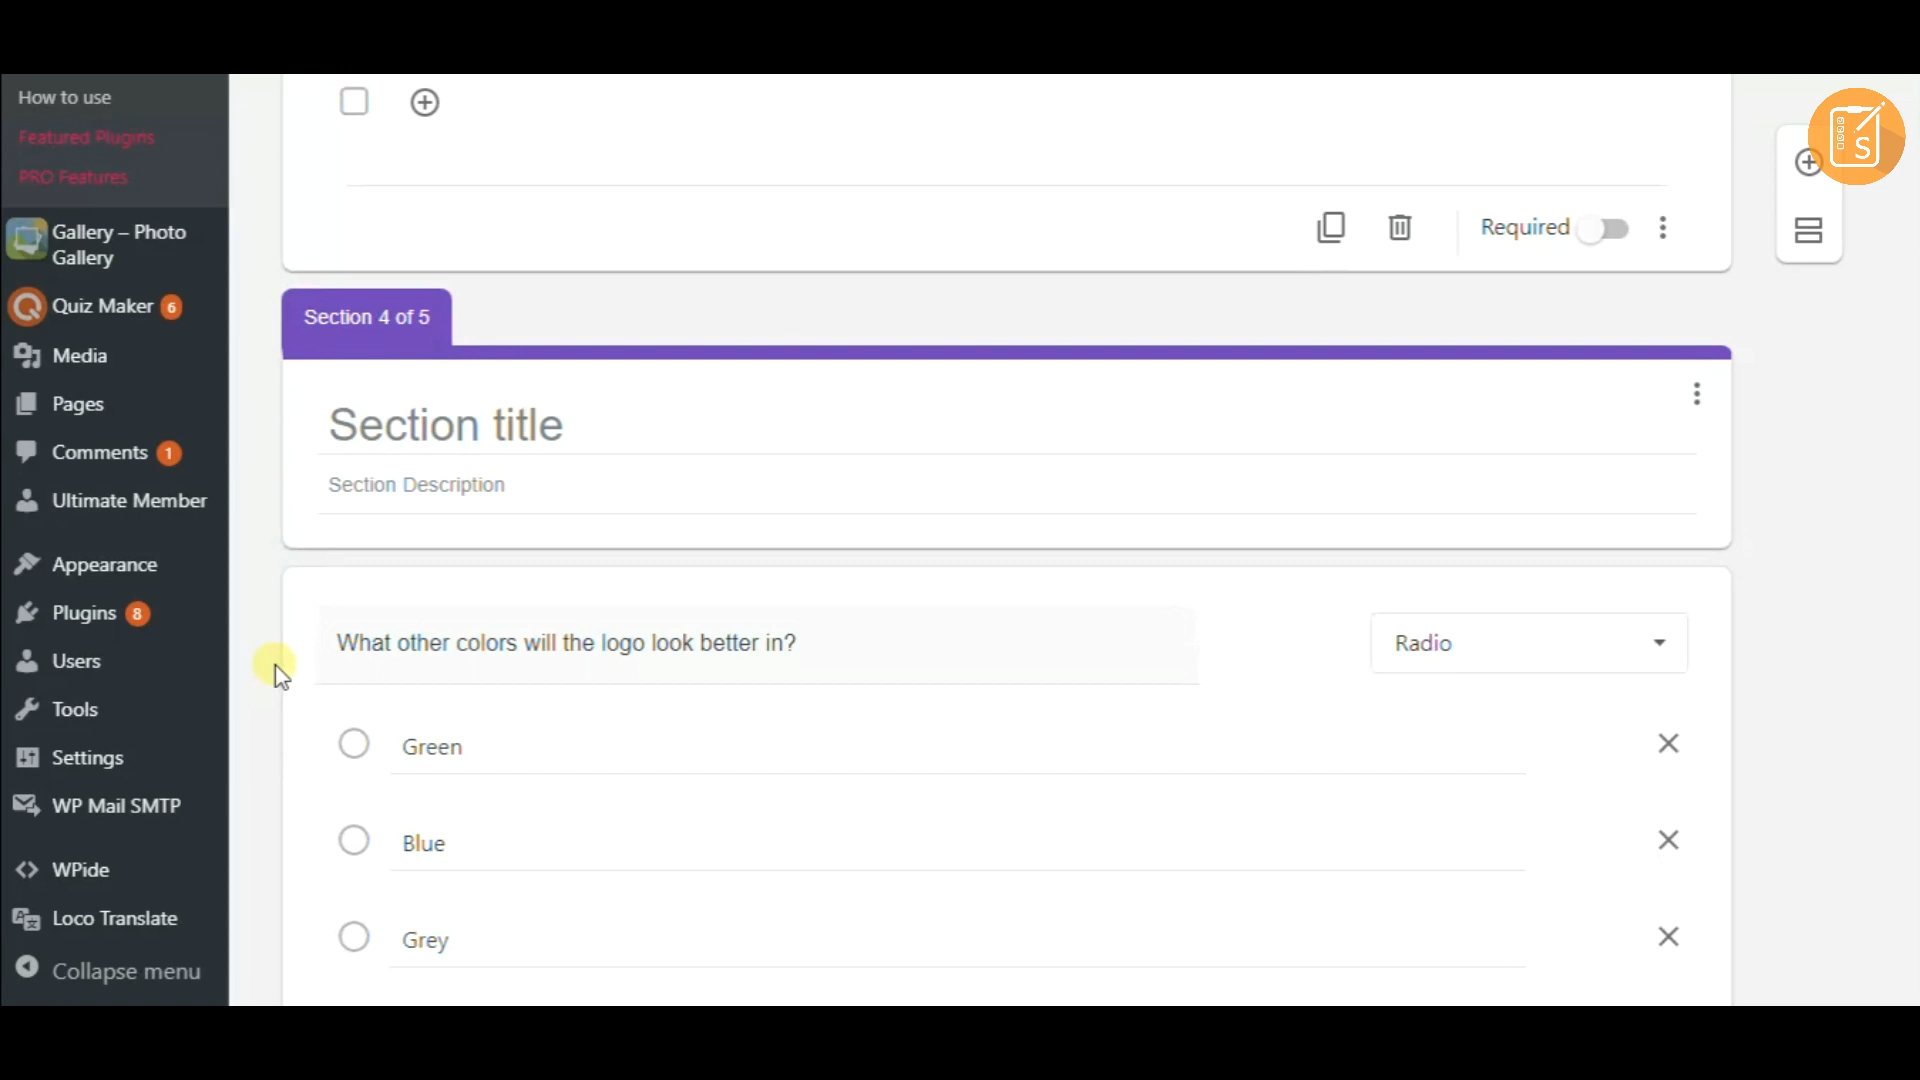 How to use
Featured Plugins
PRO Features
Gallery – Photo
Gallery
Quiz Maker 6
Media
Pages
Comments 1
Ultimate Member
Appearance
Plugins 8
Users
Tools
Settings
WP Mail SMTP
WPide
Loco Translate
Collapse menu
Required
Section 4 of 5
Section title
Section Description
What other colors will the logo look better in?
Radio
Green
Blue
Grey
S